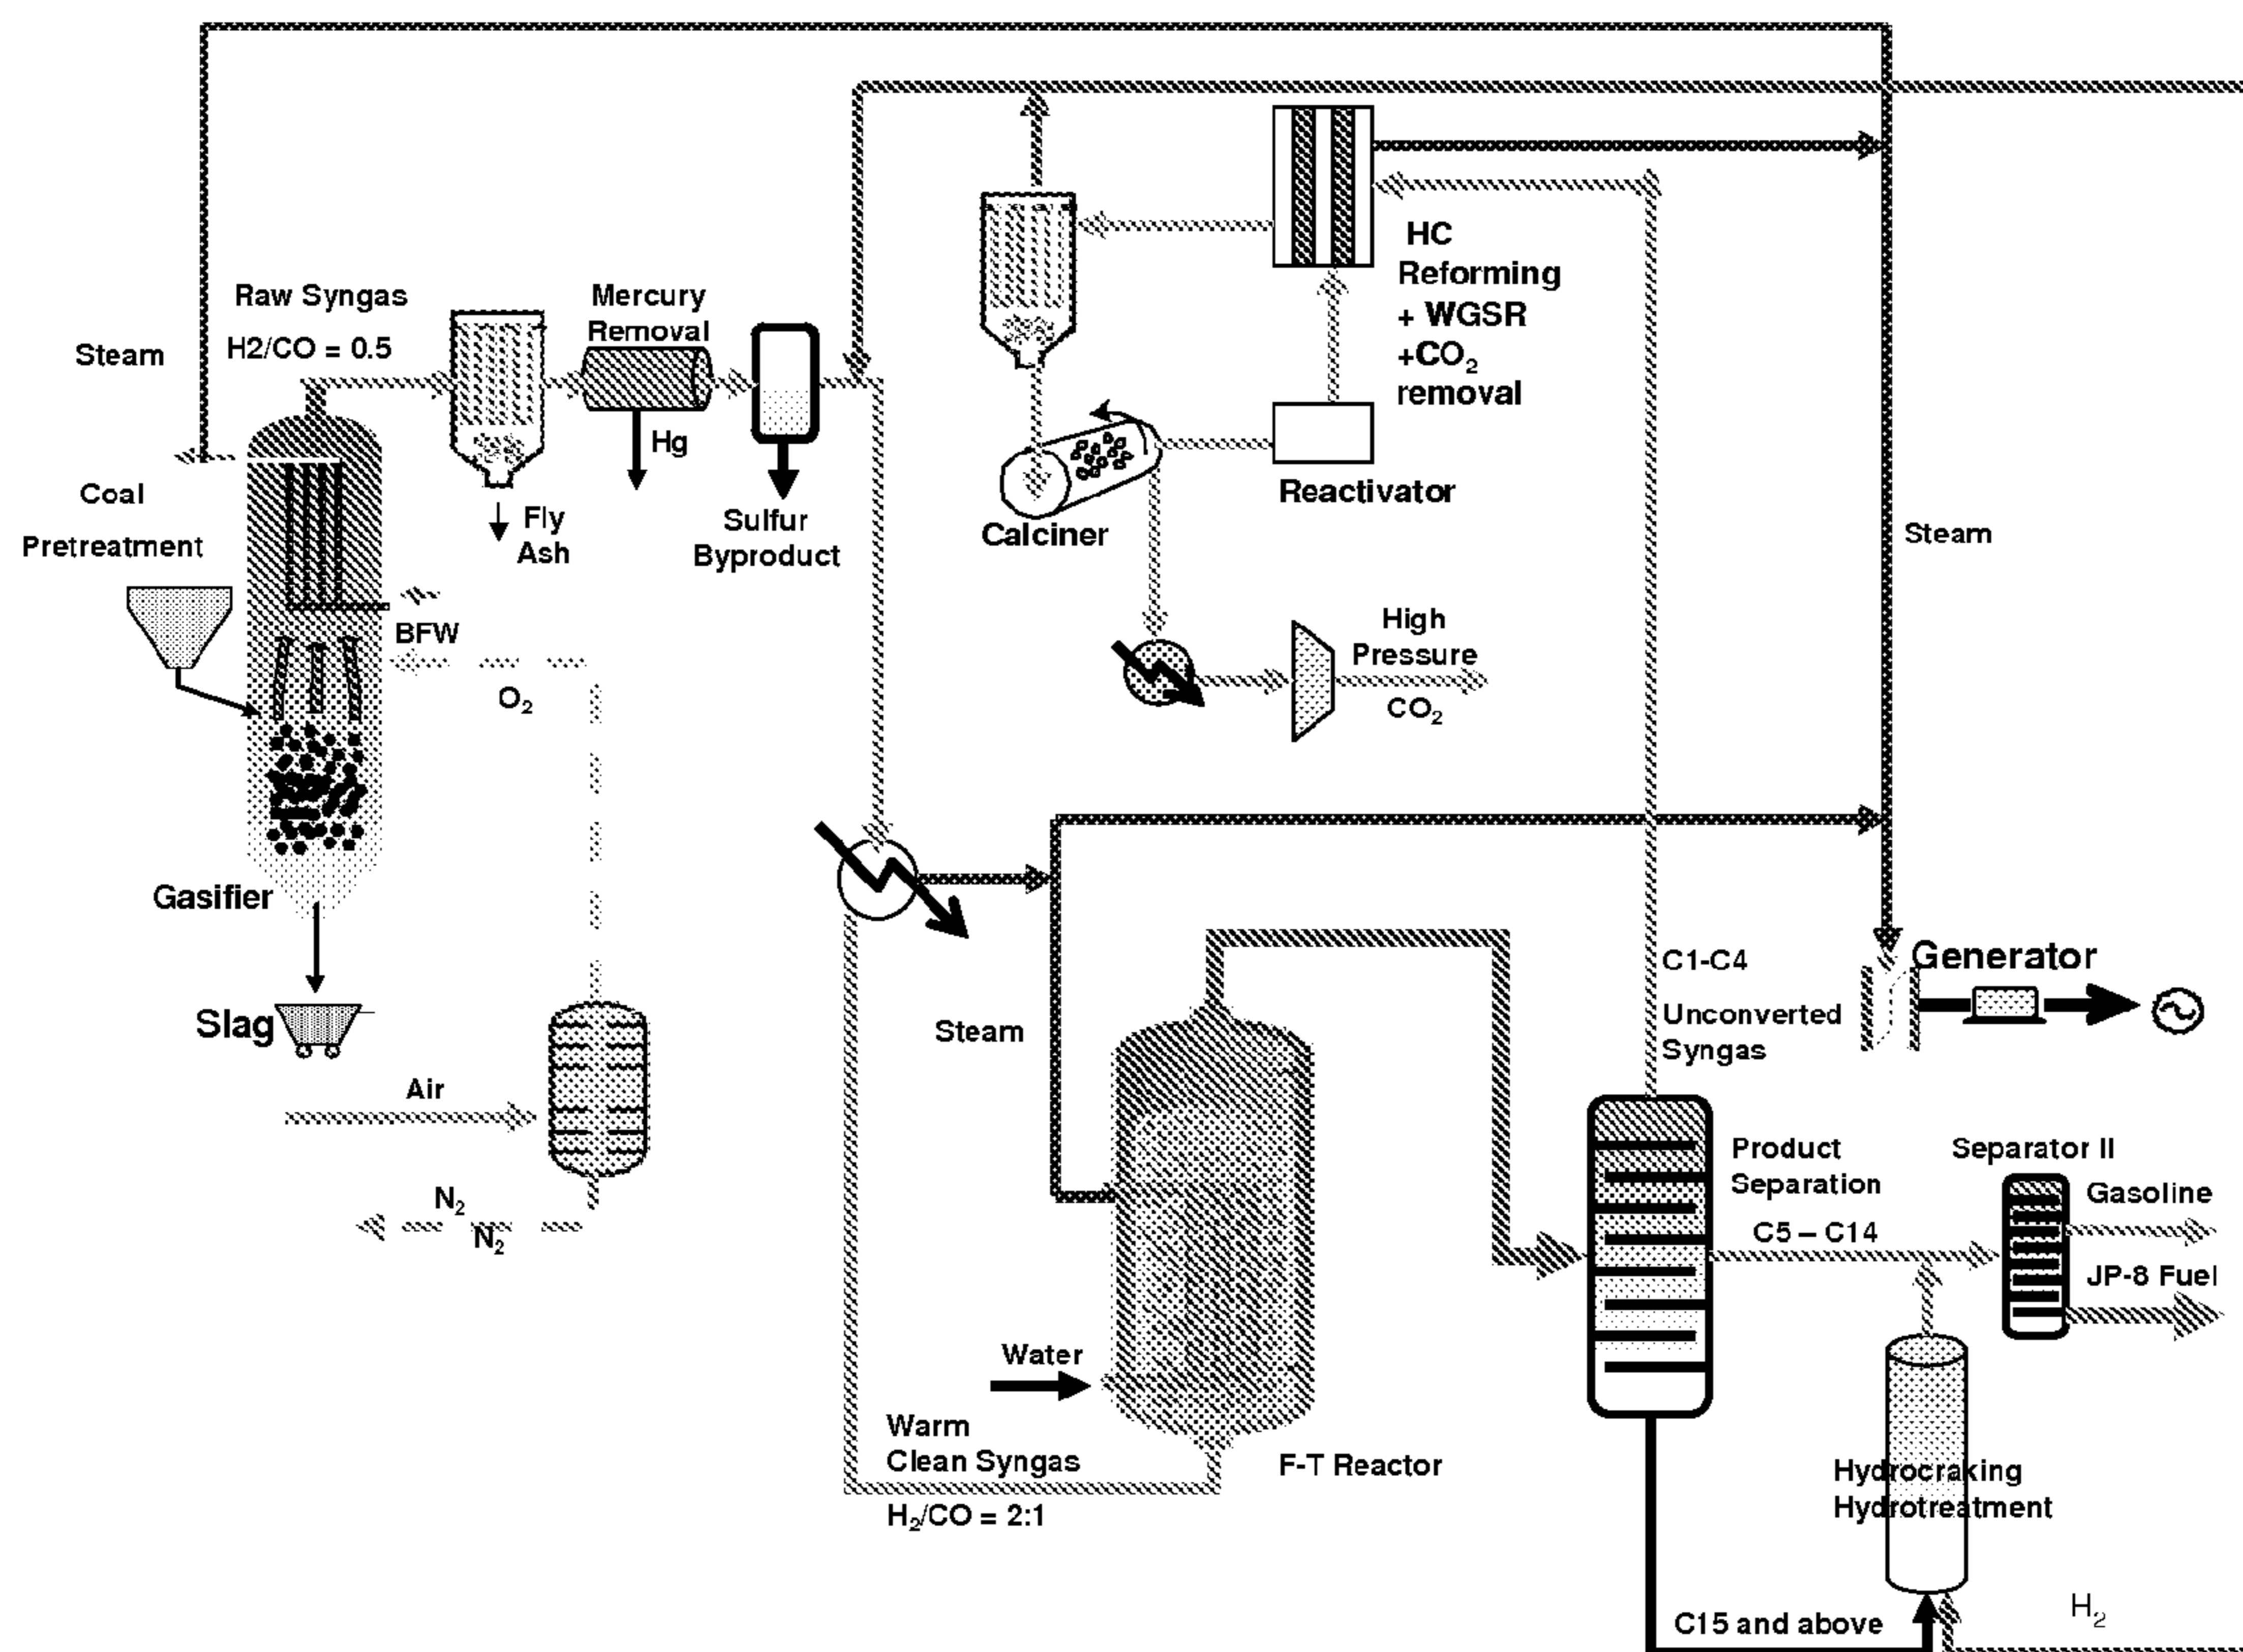 Raw Syngas
H2/CO = 0.5
Steam
Mercury
Removal
Hg
Coal
Pretreatment
Fly
Ash
Sulfur
Byproduct
BFW
O₂
Gasifier
Slag
Air
N₂
N₂
HC
Reforming
+ WGSR
+CO₂
removal
Reactivator
Calciner
High
Pressure
CO₂
Steam
Steam
Generator
C1-C4
Unconverted
Syngas
Product
Separation
C5 – C14
Separator II
Gasoline
JP-8 Fuel
Water
Warm
Clean Syngas
H₂/CO = 2:1
F-T Reactor
Hydrocraking
Hydrotreatment
C15 and above
H₂